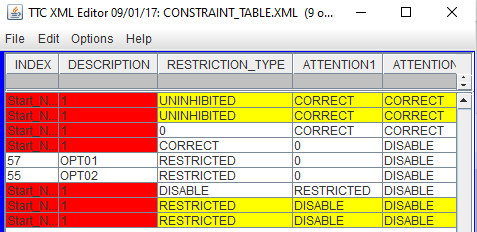 TTC XML Editor 09/01/17: CONSTRAINT_TABLE.XML (9 o...
File Edit Options Help
INDEX DESCRIPTION RESTRICTION_TYPE ATTENTION1 ATTENTION
Start_N... 1 UNINHIBITED CORRECT CORRECT
Start_N... 1 UNINHIBITED CORRECT CORRECT
Start_N... 1 0 CORRECT CORRECT
Start_N... 1 CORRECT 0 DISABLE
57 OPT01 RESTRICTED 0 DISABLE
55 OPT02 RESTRICTED 0 DISABLE
Start_N... 1 DISABLE RESTRICTED DISABLE
Start_N... 1 RESTRICTED DISABLE DISABLE
Start_N... 1 RESTRICTED DISABLE DISABLE